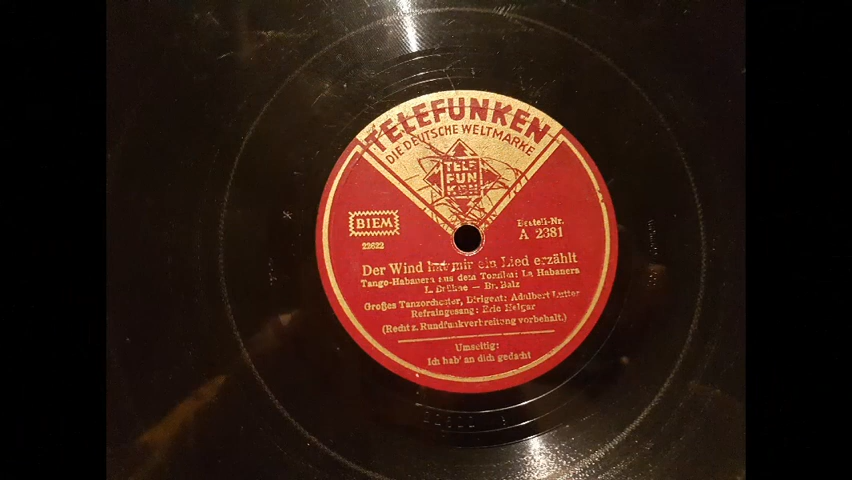 TELEFUNKEN
DIE DEUTSCHE WELTMARKE
TELE
FUN
KEN
BIEM
22622
Bestell-Nr.
A 2381
Der Wind hat mir ein Lied erzählt
Tango-Habanera aus dem Tonfilm: La Habanera
L. Brühne — Br. Balz
Großes Tanzorchester, Dirigent: Adalbert Lutter
Refraingesang: Eric Helgar
(Recht z. Rundfunkverbreitung vorbehalt.)
Umseitig:
Ich hab' an dich gedacht